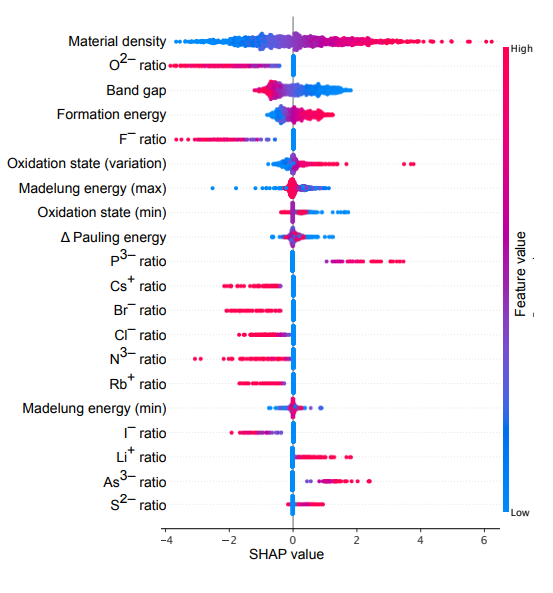 Material density
O²⁻ ratio
Band gap
Formation energy
F⁻ ratio
Oxidation state (variation)
Madelung energy (max)
Oxidation state (min)
Δ Pauling energy
P³⁻ ratio
Cs⁺ ratio
Br⁻ ratio
Cl⁻ ratio
N³⁻ ratio
Rb⁺ ratio
Madelung energy (min)
I⁻ ratio
Li⁺ ratio
As³⁻ ratio
S²⁻ ratio
−4 −2 0 2 4 6
SHAP value
High
Feature value
Low